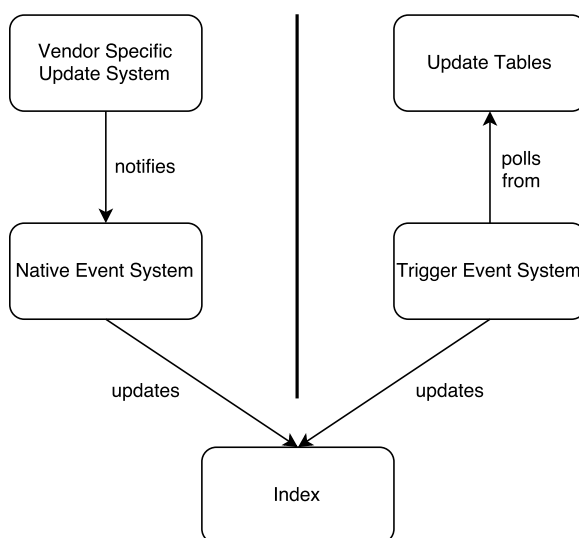 Vendor Specific
Update System
Update Tables
notifies
polls
from
Native Event System
Trigger Event System
updates
updates
Index